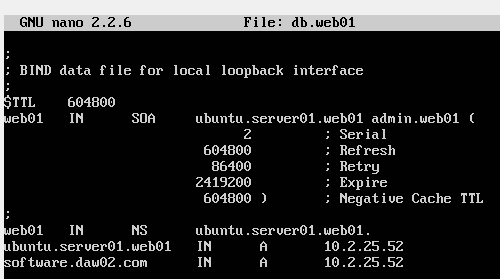 GNU nano 2.2.6 File: db.web01
;
; BIND data file for local loopback interface
;
$TTL 604800
web01 IN SOA ubuntu.server01.web01 admin.web01 (
2 ; Serial
604800 ; Refresh
86400 ; Retry
2419200 ; Expire
604800 ) ; Negative Cache TTL
;
web01 IN NS ubuntu.server01.web01.
ubuntu.server01.web01 IN A 10.2.25.52
software.daw02.com IN A 10.2.25.52